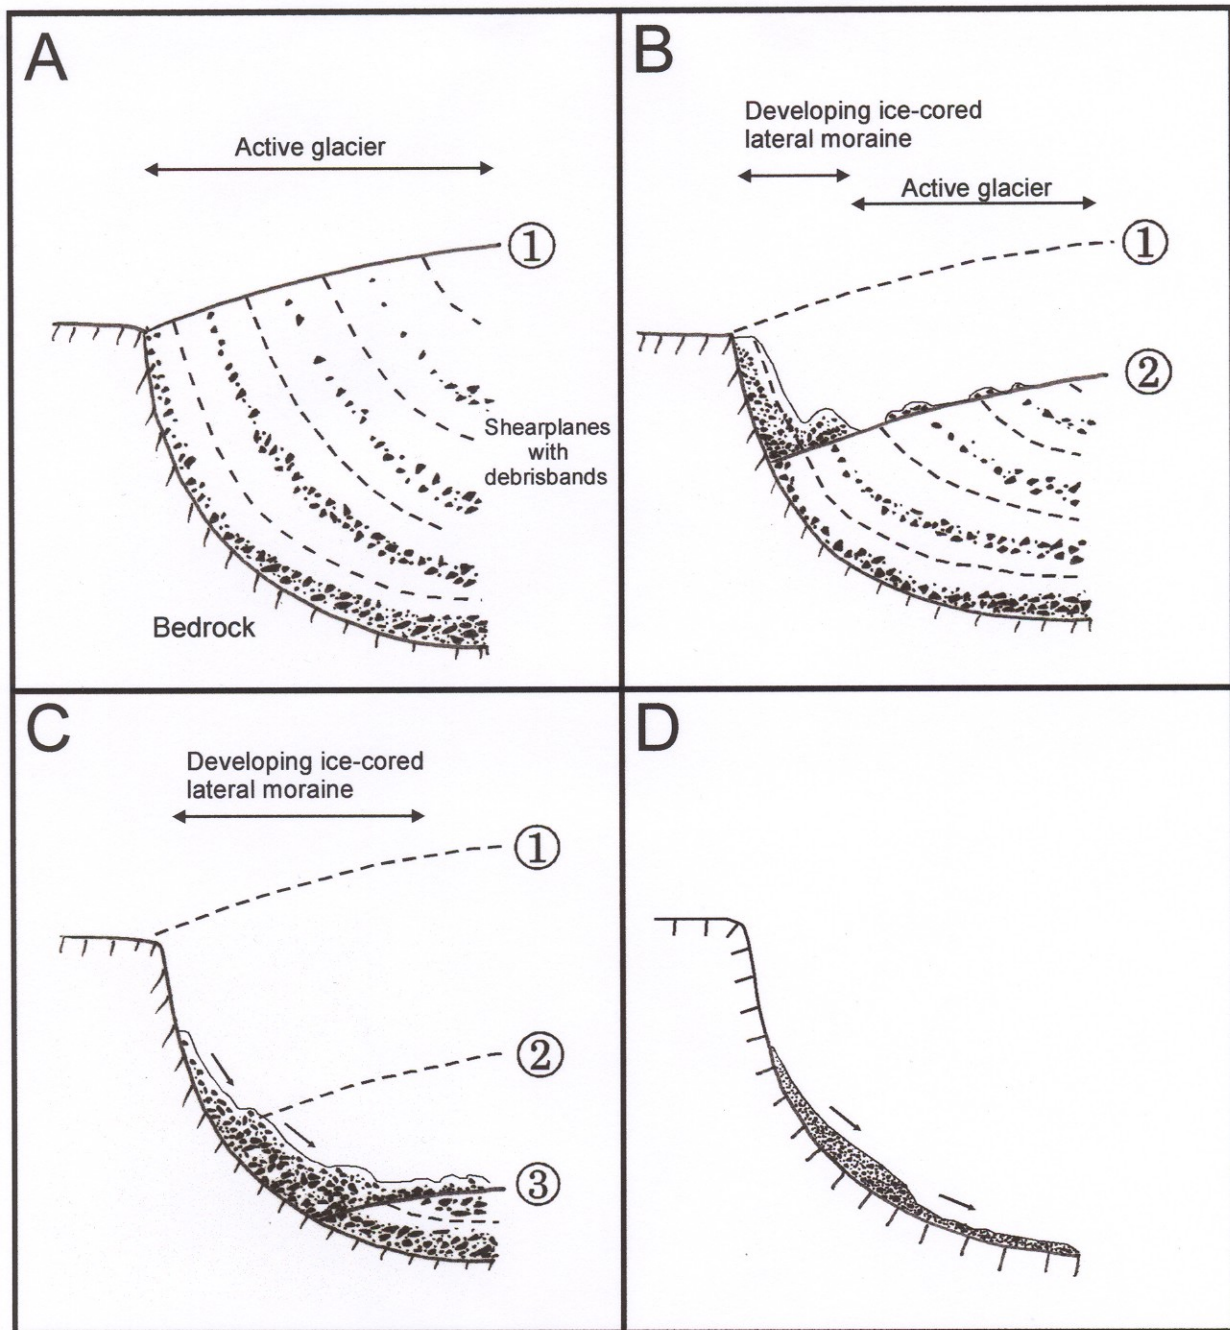 A
Active glacier
①
Shearplanes
with
debrisbands
Bedrock
B
Developing ice-cored
lateral moraine
Active glacier
①
②
C
Developing ice-cored
lateral moraine
①
②
③
D